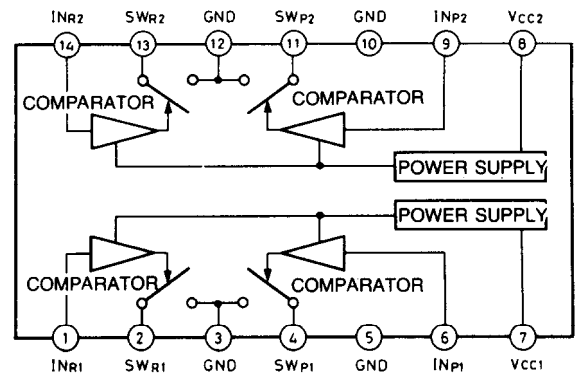 INR2 SWR2 GND SWP2 GND INP2 VCC2
14 13 12 11 10 9 8
COMPARATOR COMPARATOR
POWER SUPPLY
POWER SUPPLY
COMPARATOR COMPARATOR
1 2 3 4 5 6 7
INR1 SWR1 GND SWP1 GND INP1 VCC1